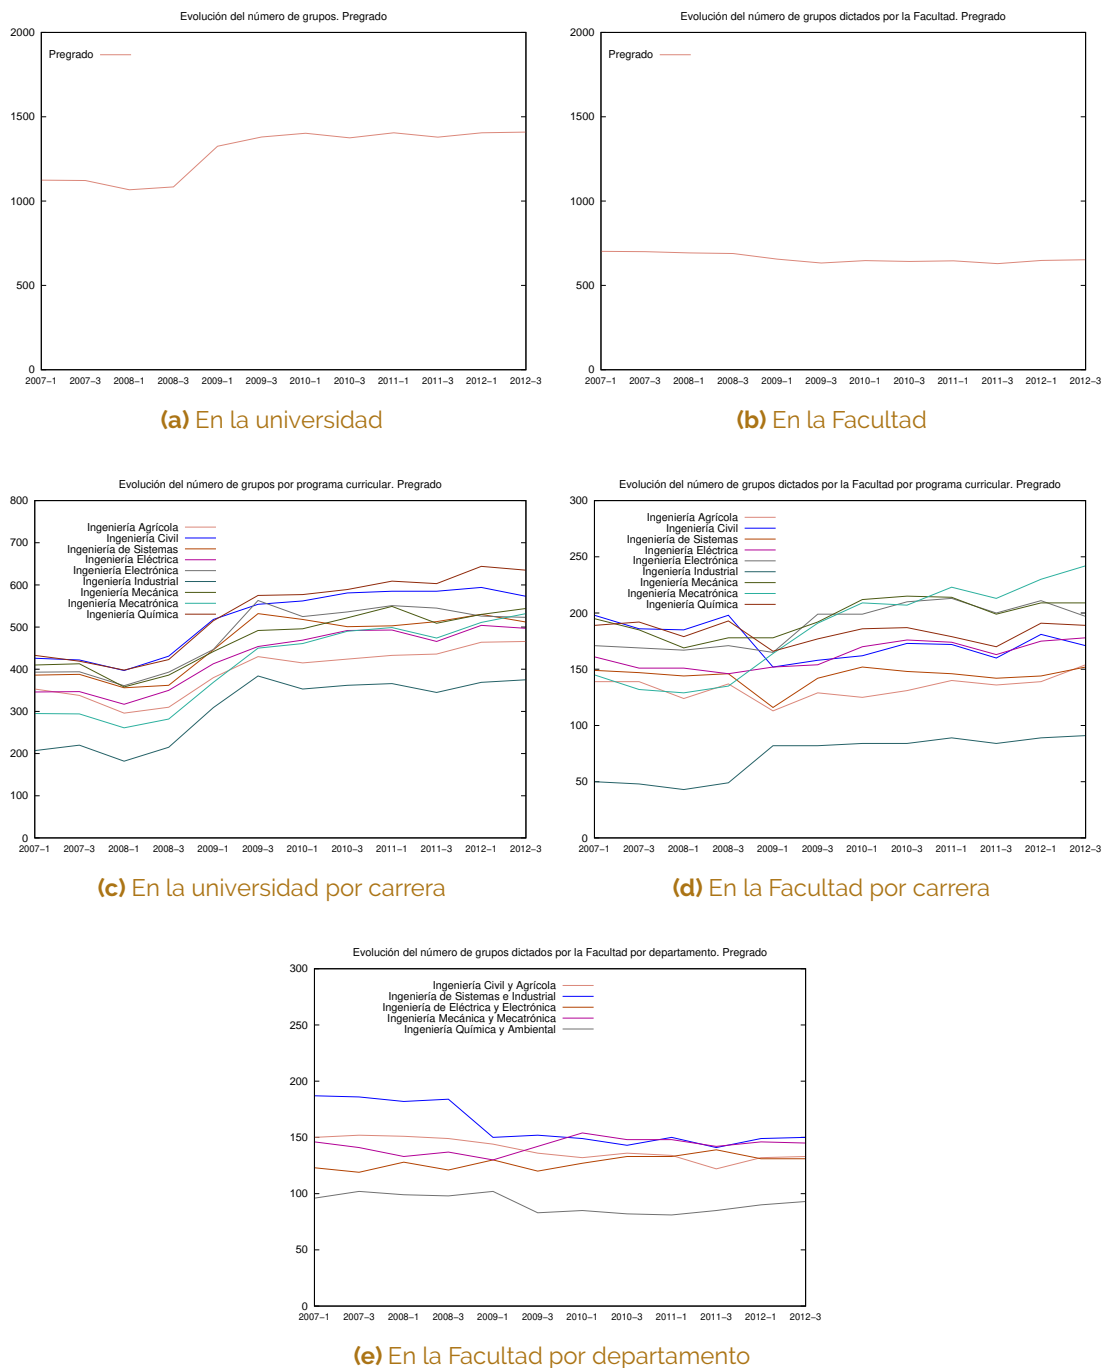 Evolución del número de grupos. Pregrado
2000
1500
1000
500
0
Pregrado
2007-1 2007-3 2008-1 2008-3 2009-1 2009-3 2010-1 2010-3 2011-1 2011-3 2012-1 2012-3
(a) En la universidad
Evolución del número de grupos dictados por la Facultad. Pregrado
2000
1500
1000
500
0
Pregrado
2007-1 2007-3 2008-1 2008-3 2009-1 2009-3 2010-1 2010-3 2011-1 2011-3 2012-1 2012-3
(b) En la Facultad
Evolución del número de grupos por programa curricular. Pregrado
800
700
600
500
400
300
200
100
0
Ingeniería Agrícola
Ingeniería Civil
Ingeniería de Sistemas
Ingeniería Eléctrica
Ingeniería Electrónica
Ingeniería Industrial
Ingeniería Mecánica
Ingeniería Mecatrónica
Ingeniería Química
2007-1 2007-3 2008-1 2008-3 2009-1 2009-3 2010-1 2010-3 2011-1 2011-3 2012-1 2012-3
(c) En la universidad por carrera
Evolución del número de grupos dictados por la Facultad por programa curricular. Pregrado
300
250
200
150
100
50
0
Ingeniería Agrícola
Ingeniería Civil
Ingeniería de Sistemas
Ingeniería Eléctrica
Ingeniería Electrónica
Ingeniería Industrial
Ingeniería Mecánica
Ingeniería Mecatrónica
Ingeniería Química
2007-1 2007-3 2008-1 2008-3 2009-1 2009-3 2010-1 2010-3 2011-1 2011-3 2012-1 2012-3
(d) En la Facultad por carrera
Evolución del número de grupos dictados por la Facultad por departamento. Pregrado
300
250
200
150
100
50
0
Ingeniería Civil y Agrícola
Ingeniería de Sistemas e Industrial
Ingeniería de Eléctrica y Electrónica
Ingeniería Mecánica y Mecatrónica
Ingeniería Química y Ambiental
2007-1 2007-3 2008-1 2008-3 2009-1 2009-3 2010-1 2010-3 2011-1 2011-3 2012-1 2012-3
(e) En la Facultad por departamento